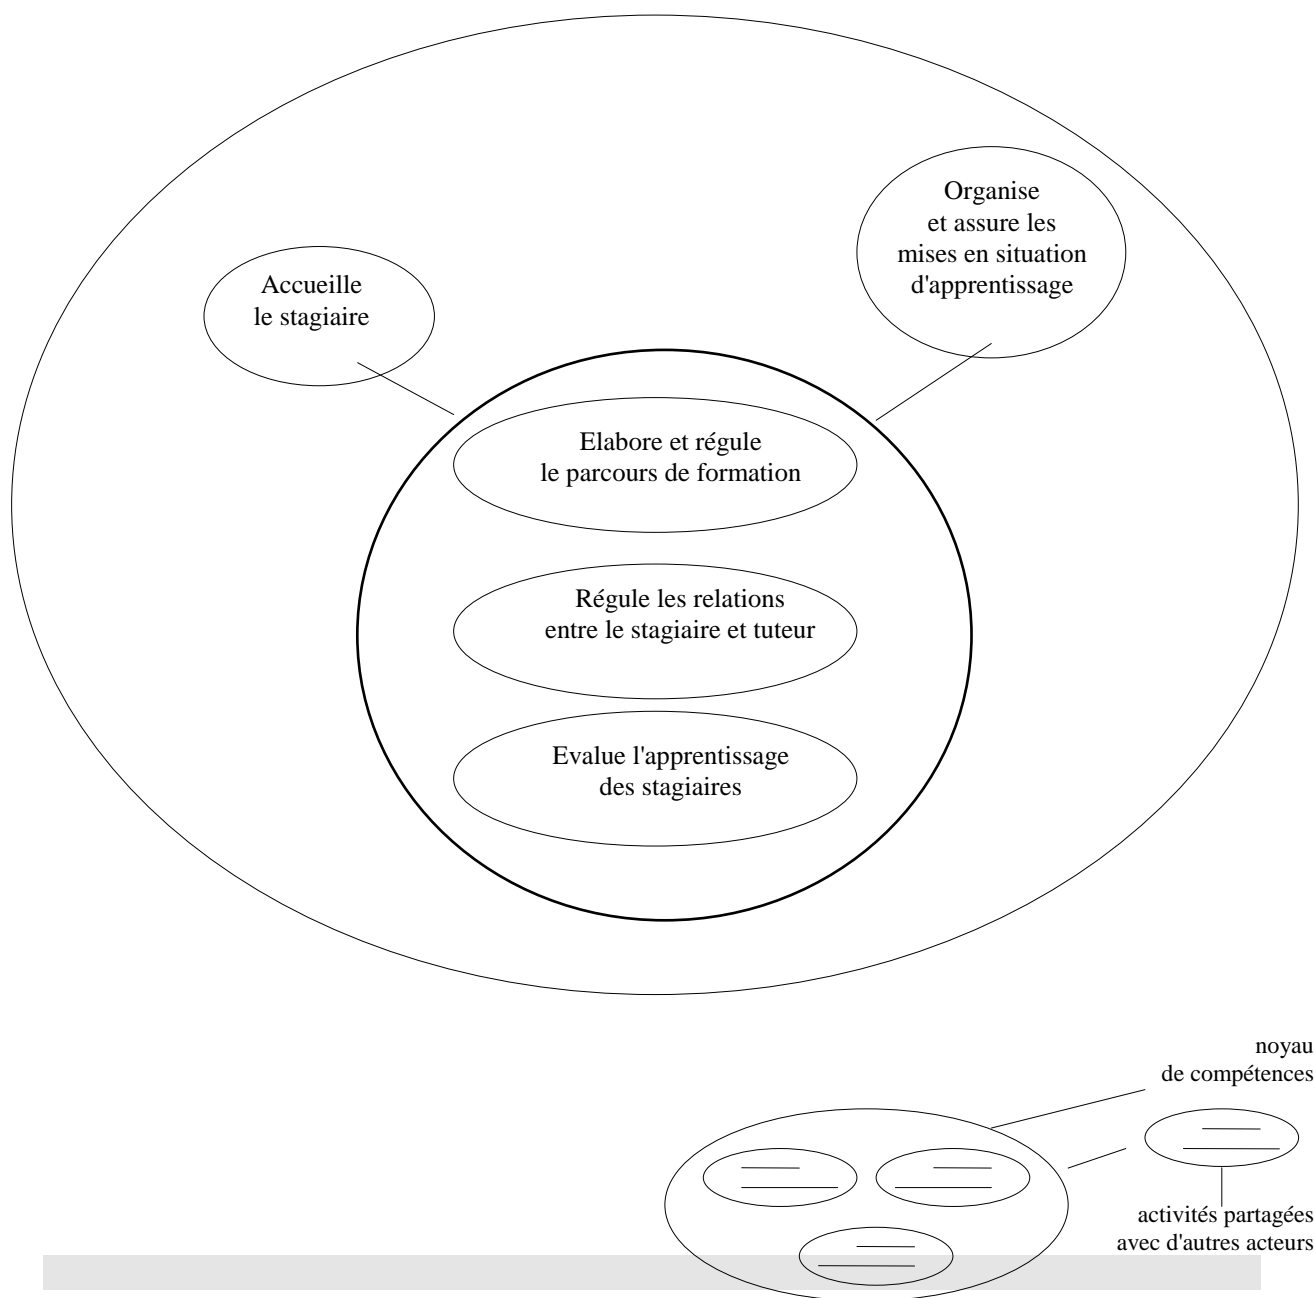 Organise
et assure les
mises en situation
d'apprentissage
Accueille
le stagiaire
Elabore et régule
le parcours de formation
Régule les relations
entre le stagiaire et tuteur
Evalue l'apprentissage
des stagiaires
noyau
de compétences
activités partagées
avec d'autres acteurs